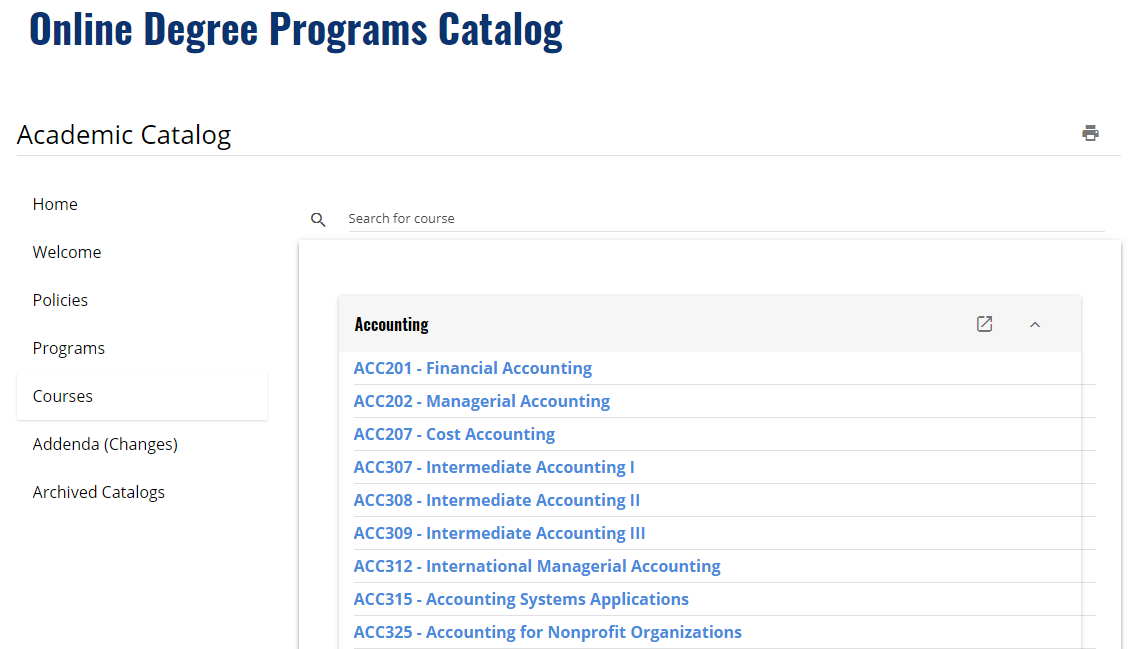 Online Degree Programs Catalog
Academic Catalog
Home
Welcome
Policies
Programs
Courses
Addenda (Changes)
Archived Catalogs
Search for course
Accounting
ACC201 - Financial Accounting
ACC202 - Managerial Accounting
ACC207 - Cost Accounting
ACC307 - Intermediate Accounting I
ACC308 - Intermediate Accounting II
ACC309 - Intermediate Accounting III
ACC312 - International Managerial Accounting
ACC315 - Accounting Systems Applications
ACC325 - Accounting for Nonprofit Organizations